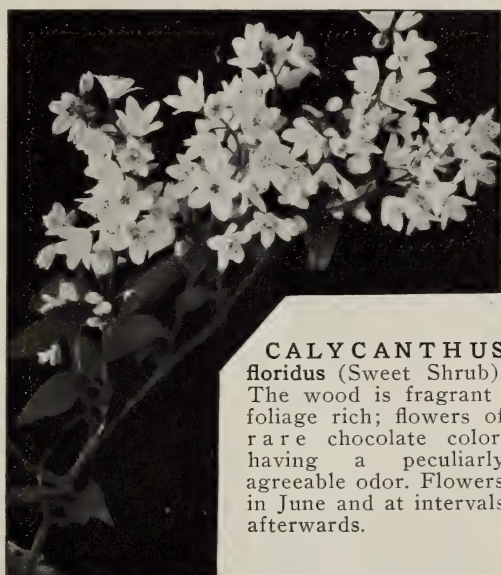 CALYCANTHUS
floridus (Sweet Shrub)
The wood is fragrant
foliage rich; flowers of
rare chocolate color
having a peculiarly
agreeable odor. Flowers
in June and at intervals
afterwards.